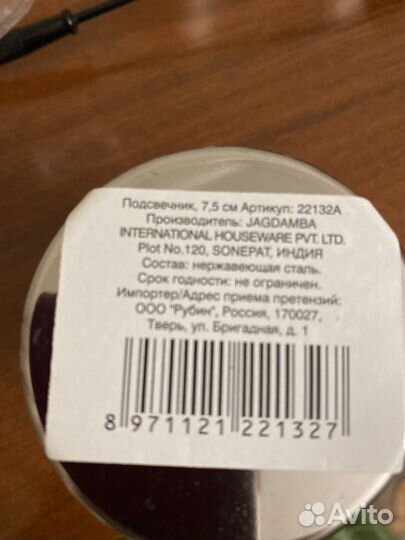 Подсвечник, 7,5 см Артикул: 22132A
Производитель: JAGDAMBA
INTERNATIONAL HOUSEWARE PVT. LTD.
Plot No.120, SONEPAT, ИНДИЯ
Состав: нержавеющая сталь.
Срок годности: не ограничен.
Импортер/Адрес приема претензий:
ООО "Рубин", Россия, 170027,
Тверь, ул. Бригадная, д. 1
8 971121 221327
Avito